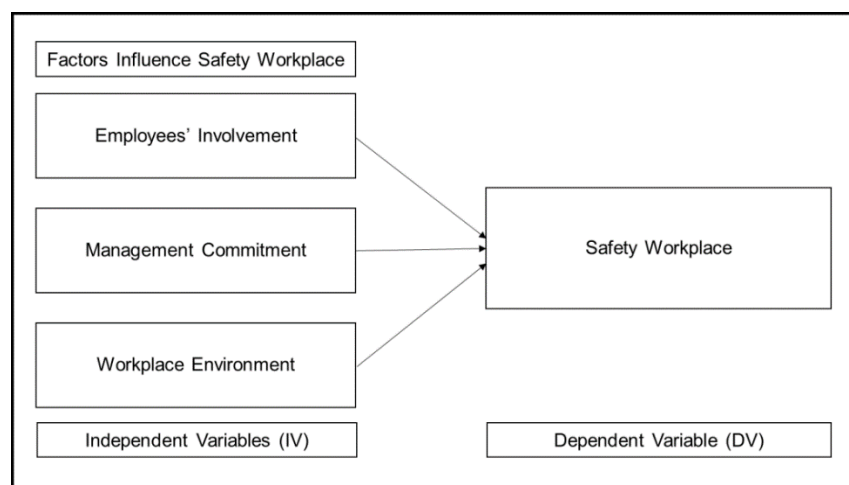 Factors Influence Safety Workplace
Employees' Involvement
Management Commitment
Workplace Environment
Safety Workplace
Independent Variables (IV)
Dependent Variable (DV)